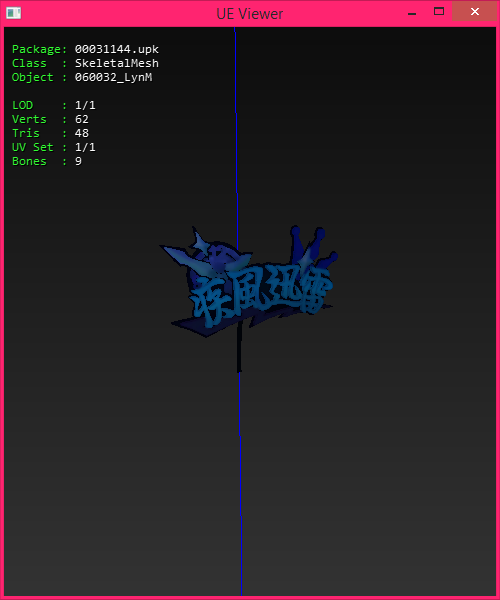 UE Viewer
Package: 00031144.upk
Class : SkeletalMesh
Object : 060032_LynM
LOD : 1/1
Verts : 62
Tris : 48
UV Set : 1/1
Bones : 9
疾風迅雷